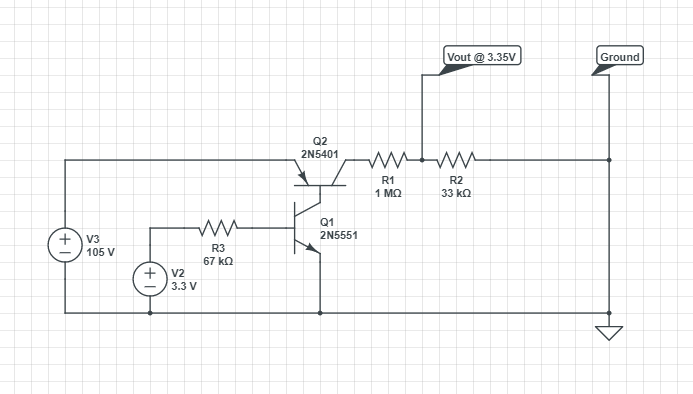 Vout @ 3.35V
Ground
Q2
2N5401
R1
1 MΩ
R2
33 kΩ
Q1
2N5551
R3
67 kΩ
V3
105 V
V2
3.3 V